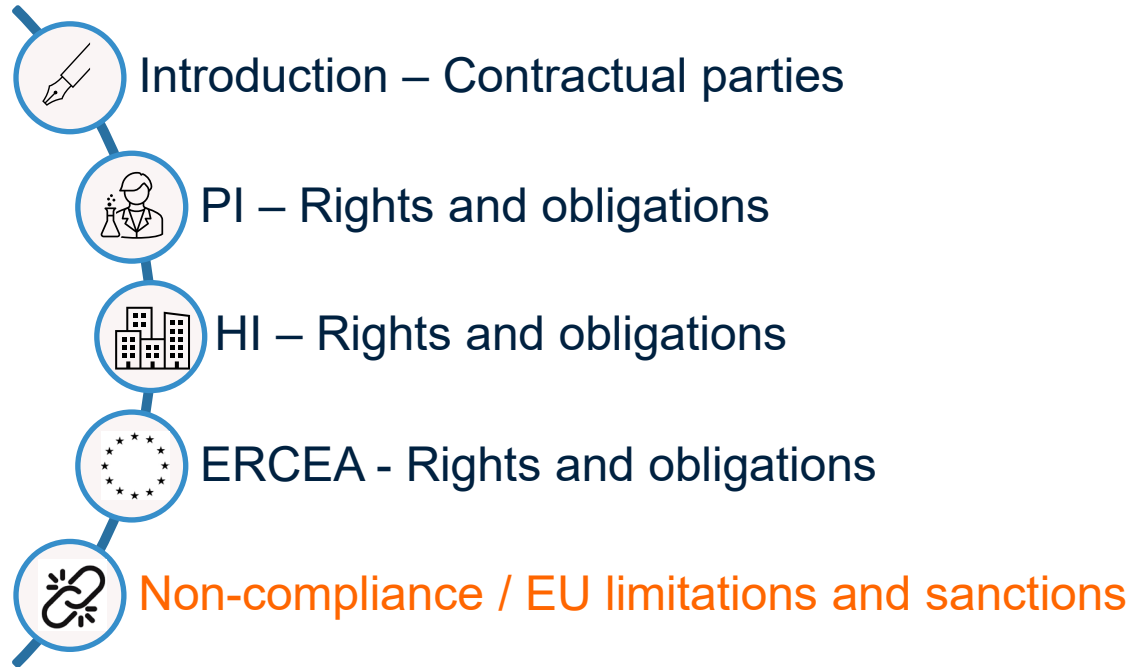 Introduction – Contractual parties
PI – Rights and obligations
HI – Rights and obligations
ERCEA - Rights and obligations
Non-compliance / EU limitations and sanctions